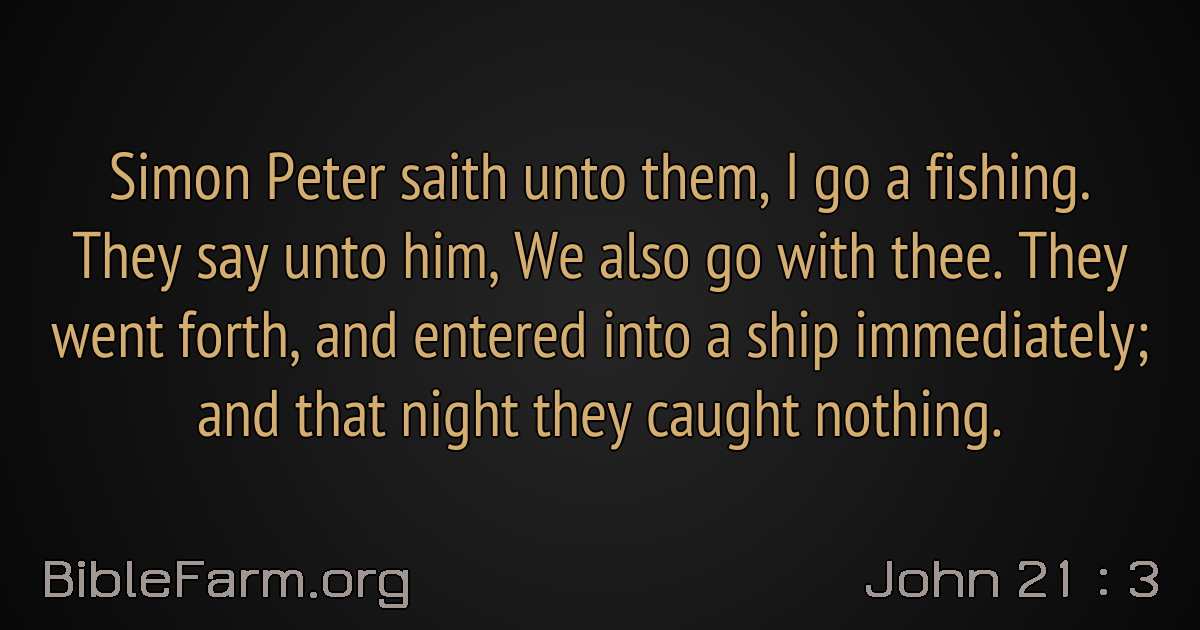 Simon Peter saith unto them, I go a fishing.
They say unto him, We also go with thee. They
went forth, and entered into a ship immediately;
and that night they caught nothing.
BibleFarm.org
John 21 : 3